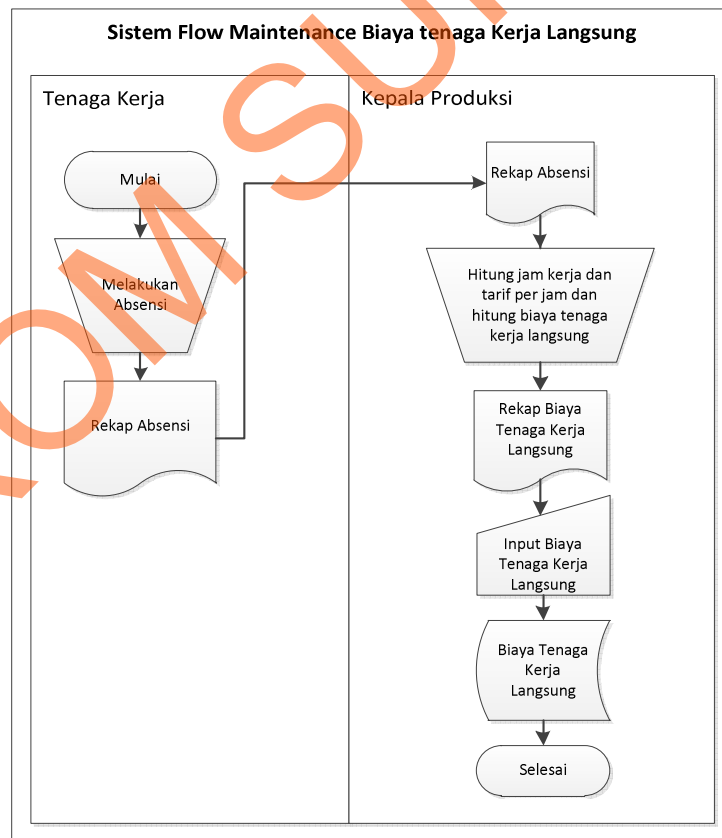 Sistem Flow Maintenance Biaya tenaga Kerja Langsung
Tenaga Kerja
Mulai
Melakukan
Absensi
Rekap Absensi
Kepala Produksi
Rekap Absensi
Hitung jam kerja dan
tarif per jam dan
hitung biaya tenaga
kerja langsung
Rekap Biaya
Tenaga Kerja
Langsung
Input Biaya
Tenaga Kerja
Langsung
Biaya Tenaga
Kerja
Langsung
Selesai
OM SU